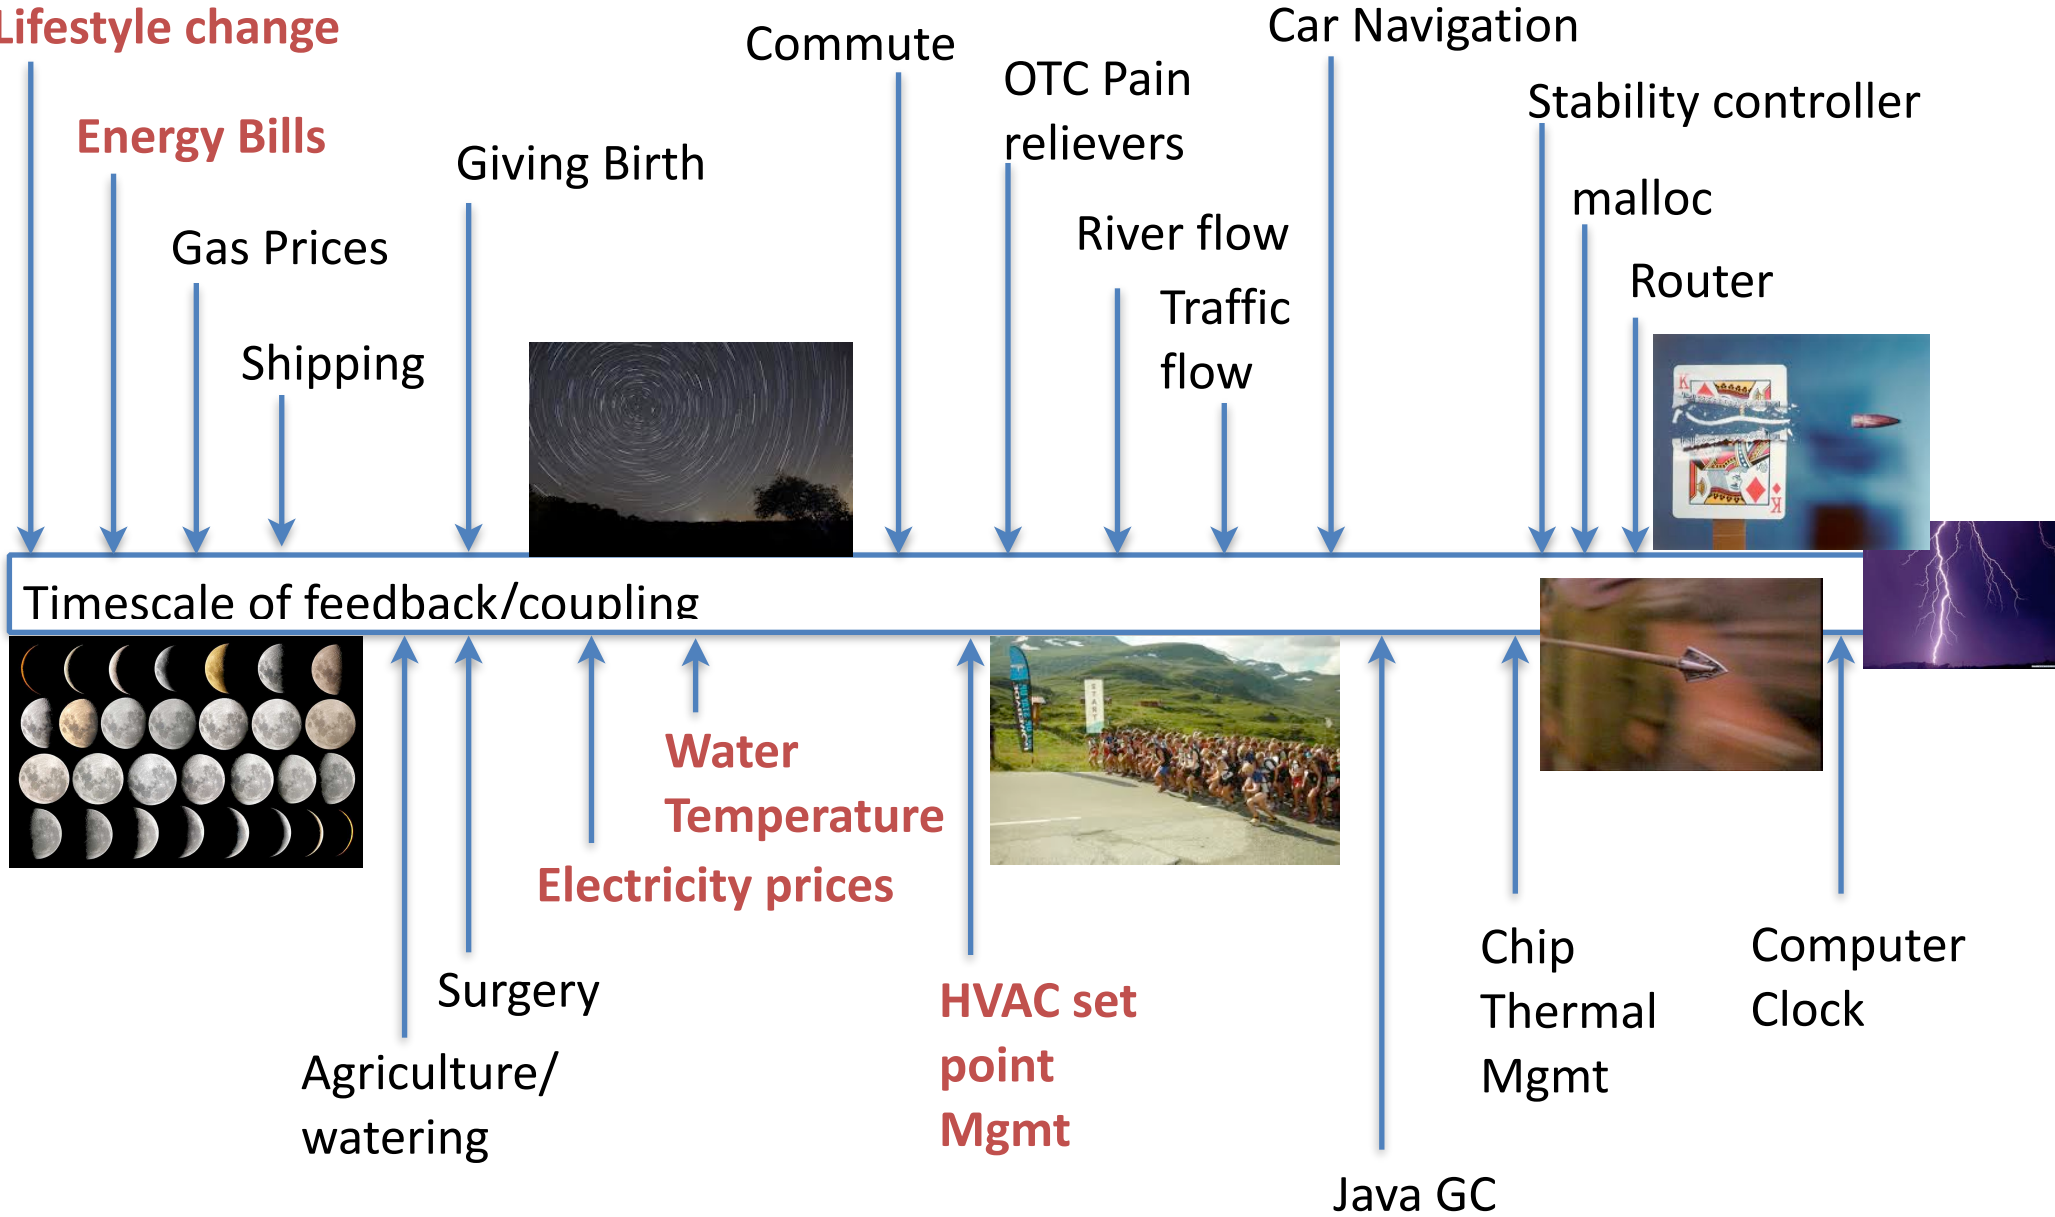 Lifestyle change
Commute
Car Navigation
OTC Pain
relievers
Stability controller
Energy Bills
Giving Birth
malloc
Gas Prices
River flow
Router
Traffic
flow
Shipping
K
K
Timescale of feedback/coupling
START
Water
Temperature
Electricity prices
Surgery
HVAC set
point
Mgmt
Chip
Thermal
Mgmt
Computer
Clock
Agriculture/
watering
Java GC